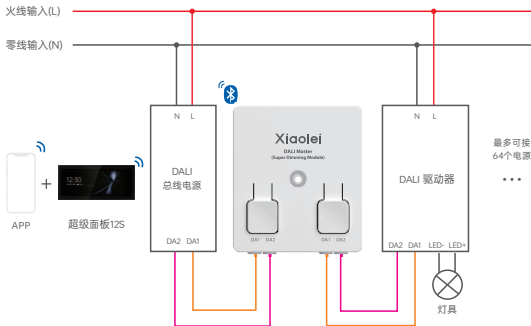 火线输入(L)
零线输入(N)
N L
DALI
总线电源
DA2 DA1
Xiaolei
DALI Master
(Super Dimming Module)
DA1 DA2
DA1 DA2
N L
DALI 驱动器
DA2 DA1 LED- LED+
灯具
最多可接
64个电源
...
12:30
+
APP
超级面板12S